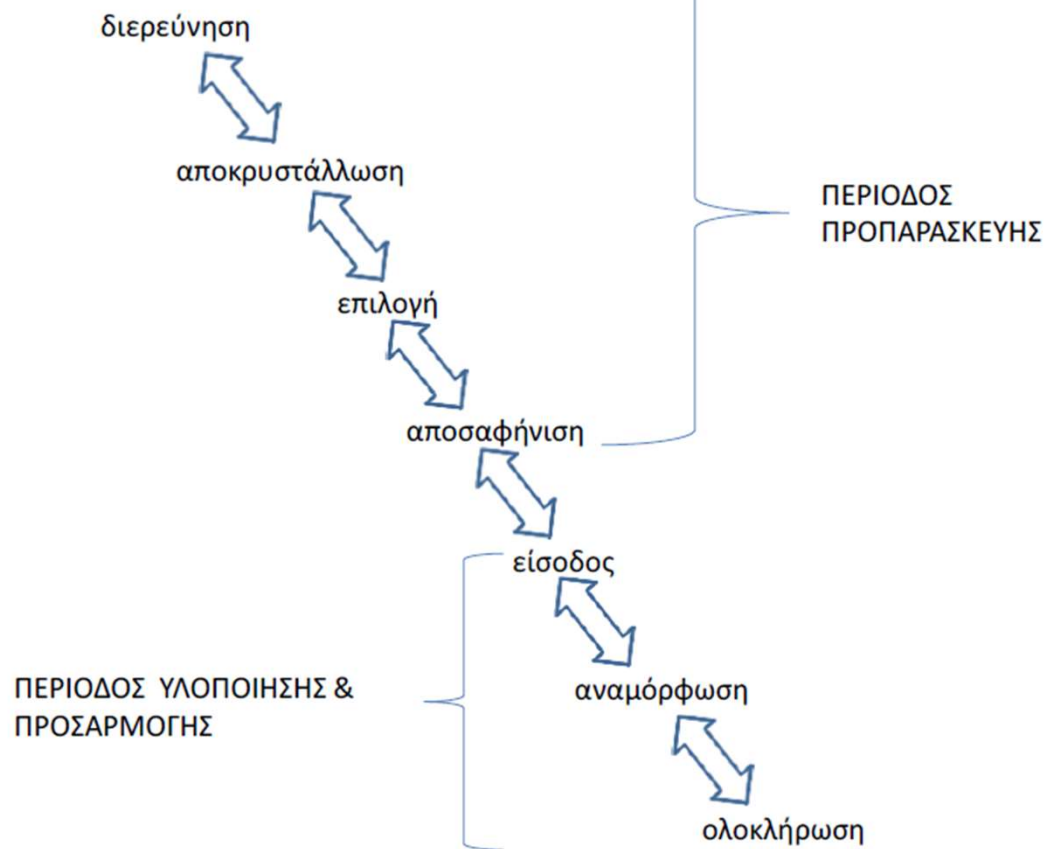 διερεύνηση
αποκρυστάλλωση
ΠΕΡΙΟΔΟΣ
ΠΡΟΠΑΡΑΣΚΕΥΗΣ
επιλογή
αποσαφήνιση
είσοδος
ΠΕΡΙΟΔΟΣ ΥΛΟΠΟΙΗΣΗΣ &
ΠΡΟΣΑΡΜΟΓΗΣ
αναμόρφωση
ολοκλήρωση